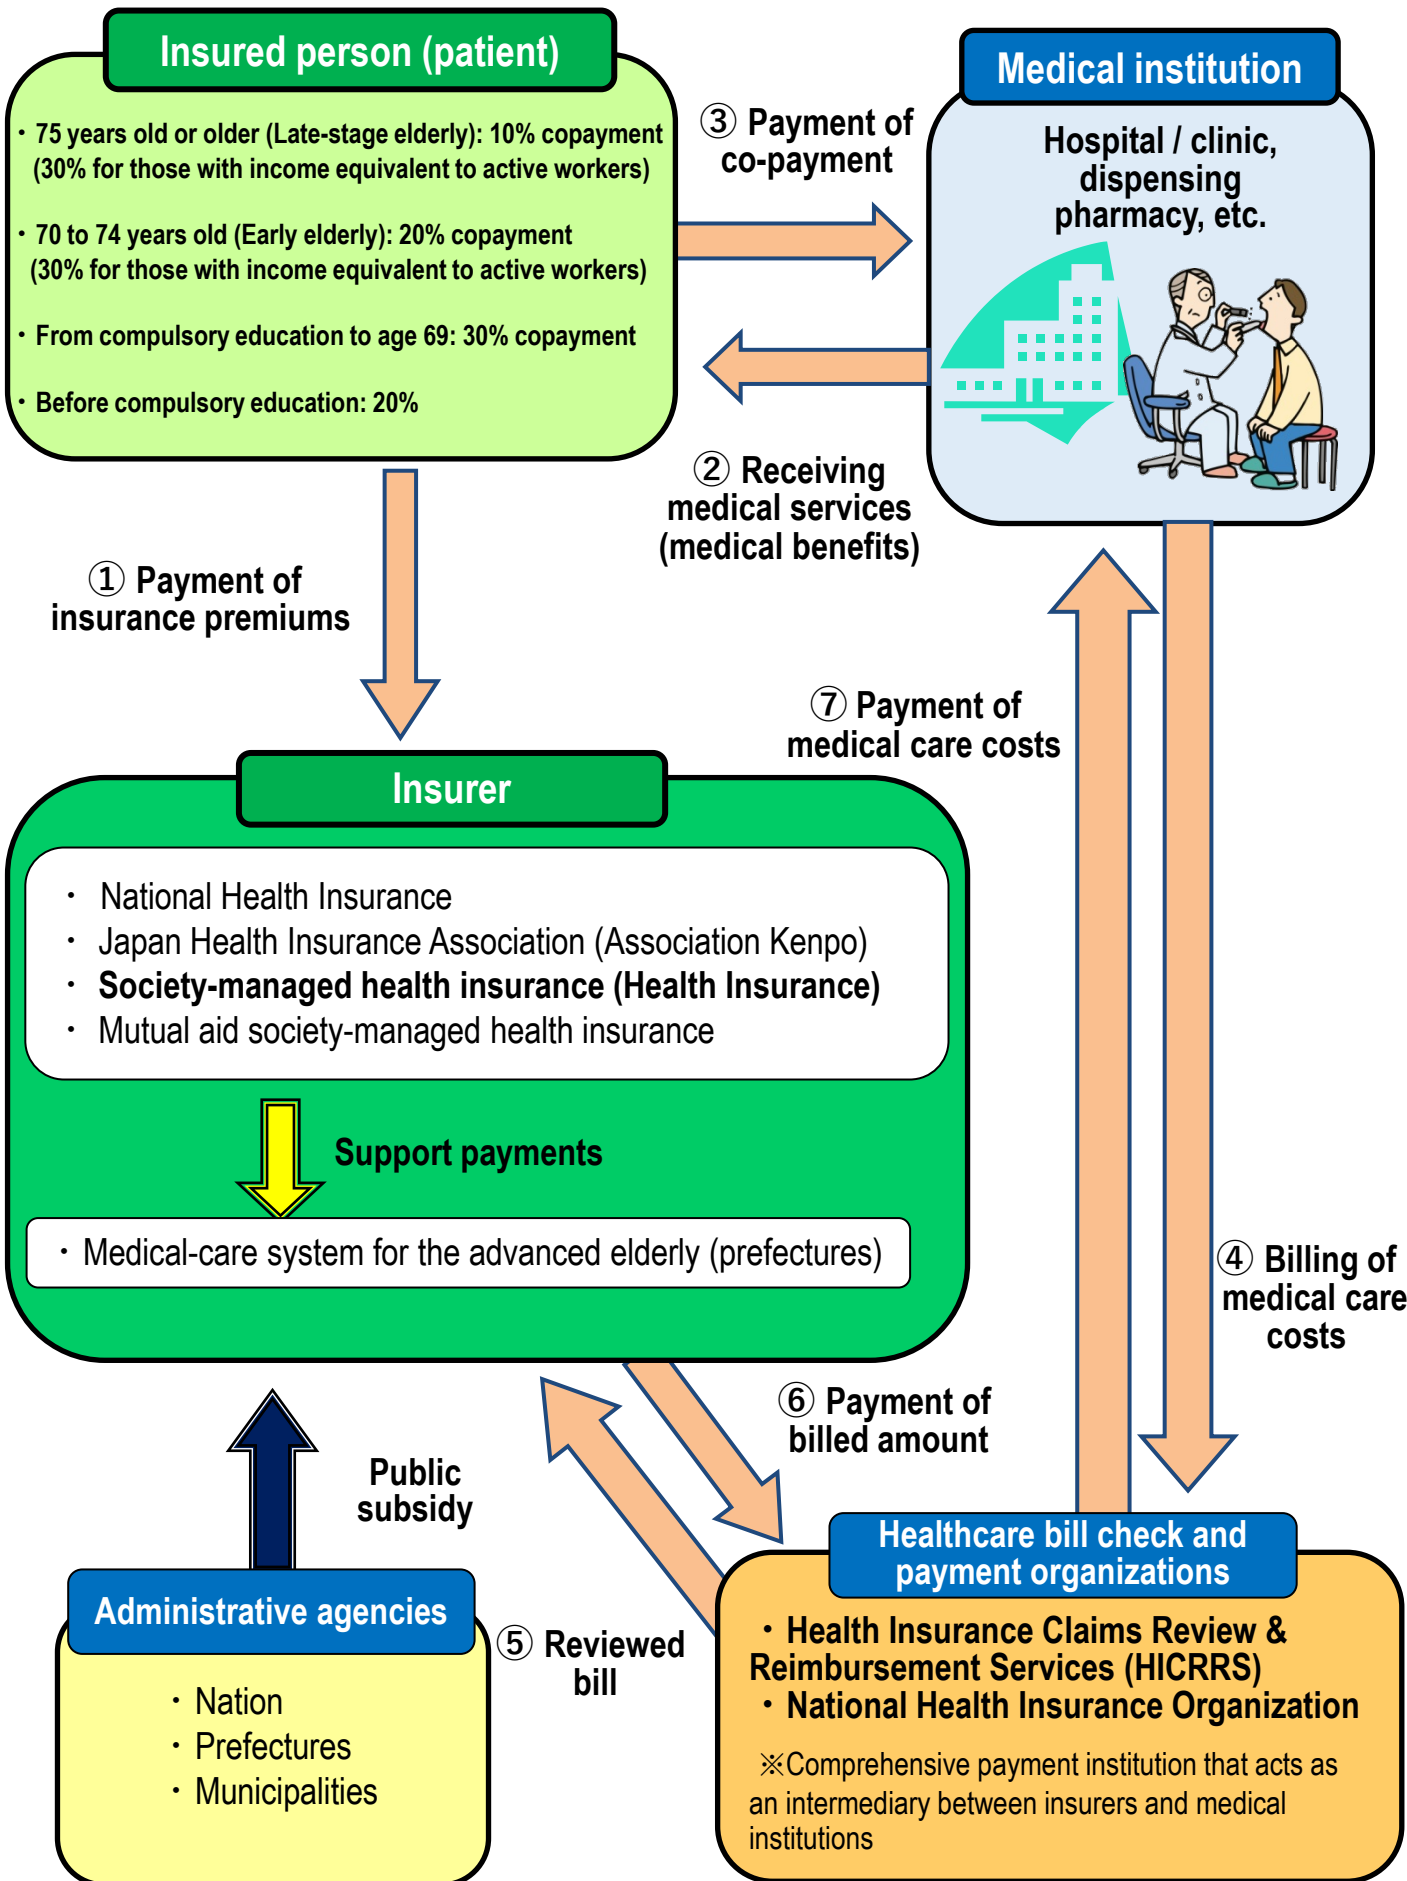 Insured person (patient)
・75 years old or older (Late-stage elderly): 10% copayment
(30% for those with income equivalent to active workers)
・70 to 74 years old (Early elderly): 20% copayment
(30% for those with income equivalent to active workers)
・From compulsory education to age 69: 30% copayment
・Before compulsory education: 20%
③ Payment of
co-payment
Medical institution
Hospital / clinic,
dispensing
pharmacy, etc.
② Receiving
medical services
(medical benefits)
① Payment of
insurance premiums
⑦ Payment of
medical care costs
Insurer
・National Health Insurance
・Japan Health Insurance Association (Association Kenpo)
・Society-managed health insurance (Health Insurance)
・Mutual aid society-managed health insurance
Support payments
・Medical-care system for the advanced elderly (prefectures)
④ Billing of
medical care
costs
⑥ Payment of
billed amount
Public
subsidy
Administrative agencies
・Nation
・Prefectures
・Municipalities
⑤ Reviewed
bill
Healthcare bill check and
payment organizations
・Health Insurance Claims Review &
Reimbursement Services (HICRRS)
・National Health Insurance Organization
※Comprehensive payment institution that acts as
an intermediary between insurers and medical
institutions